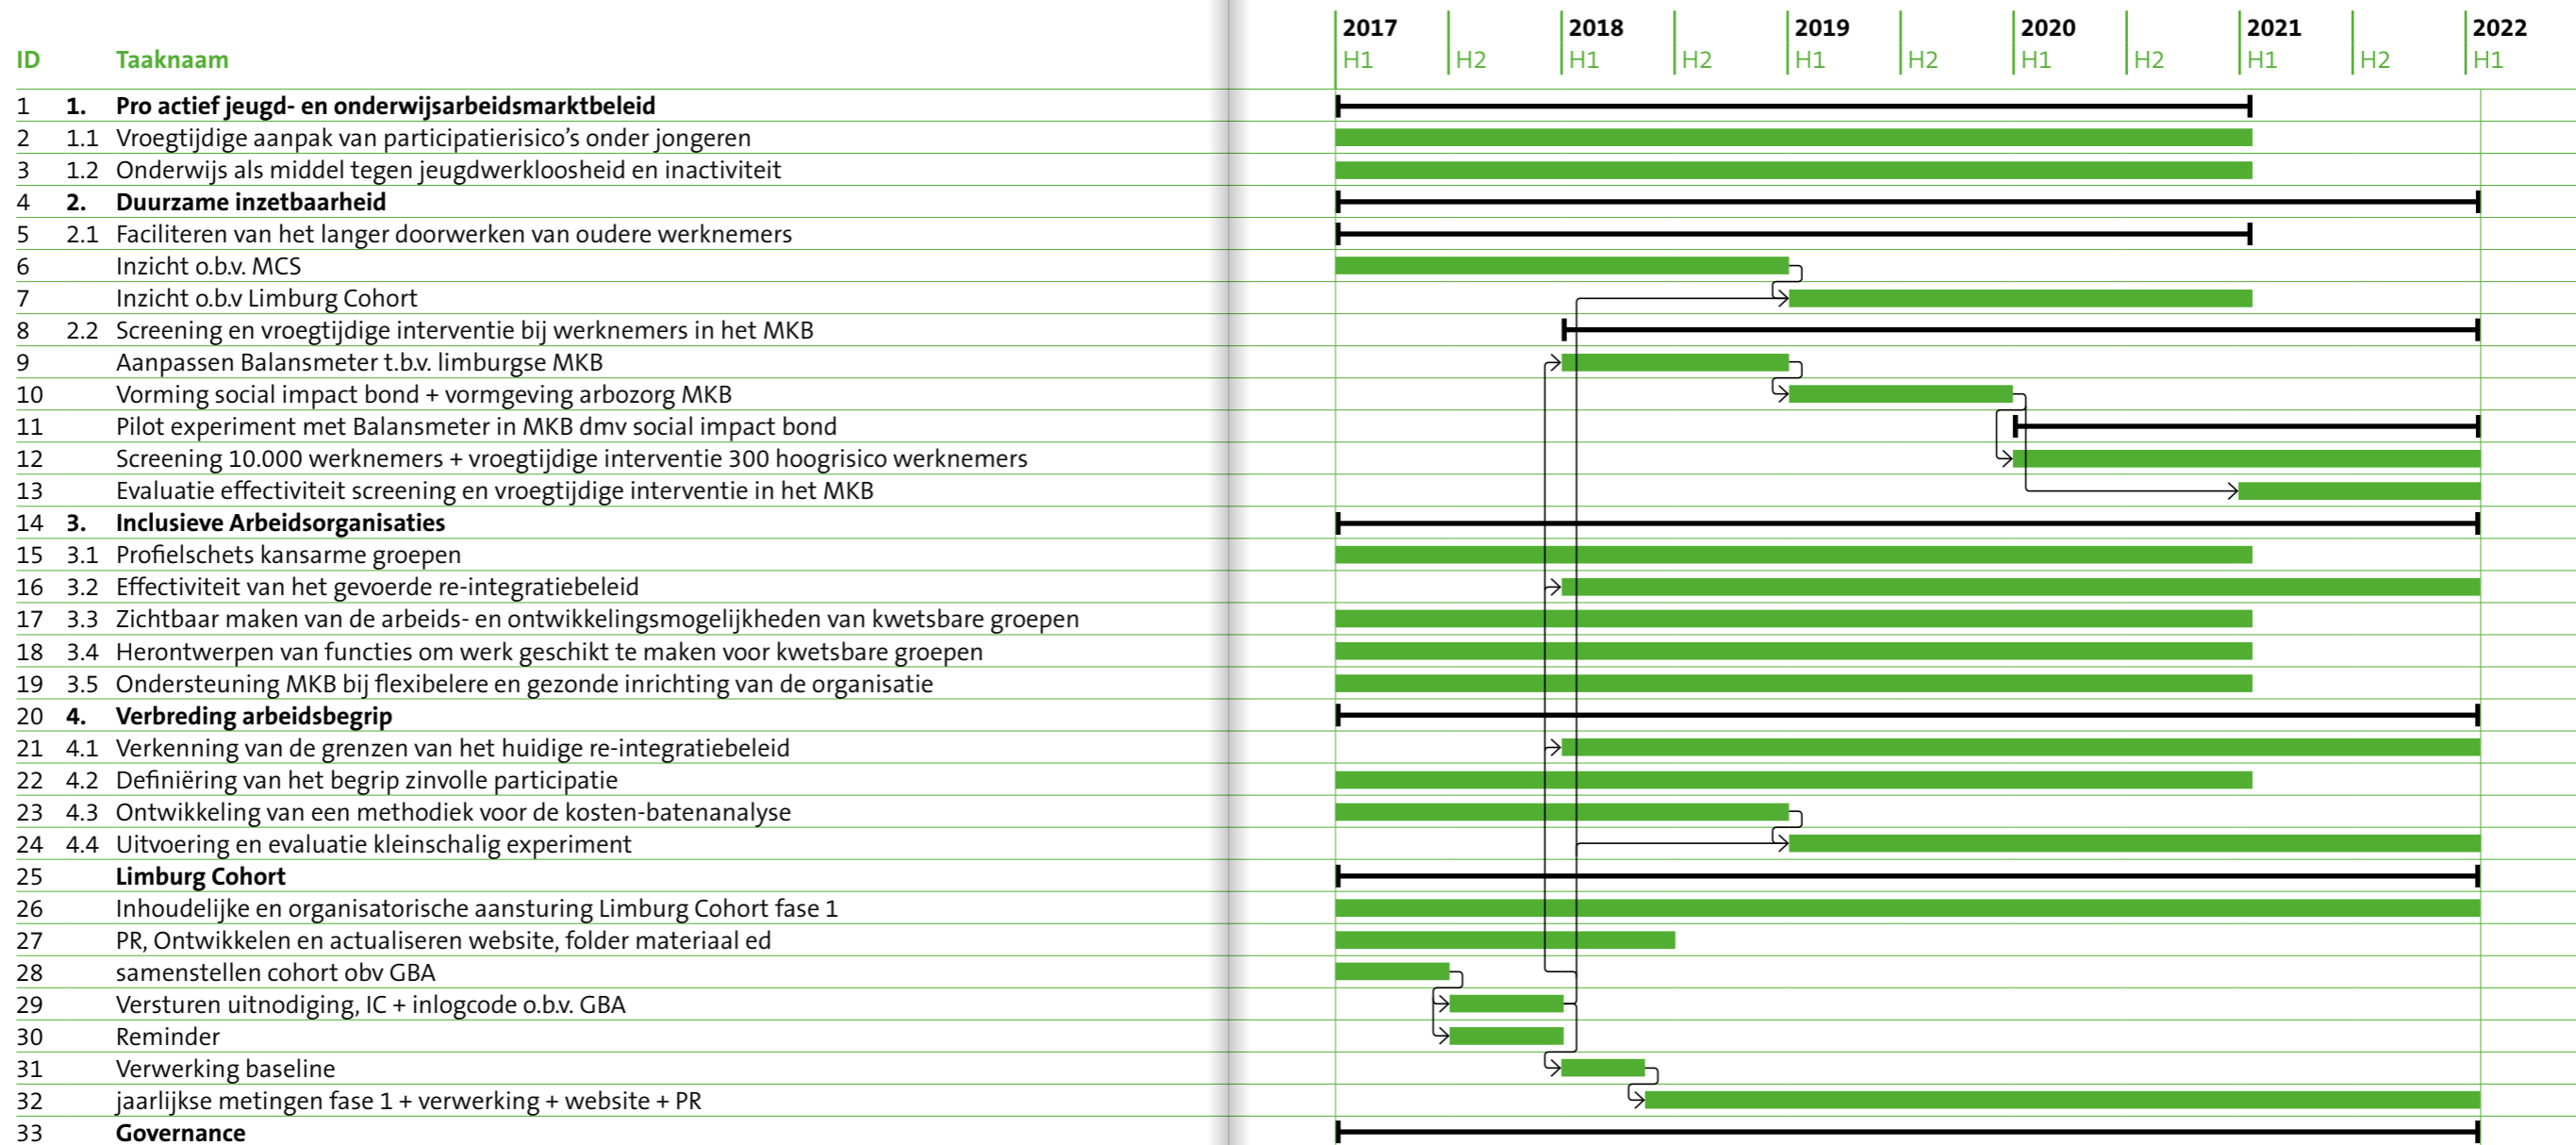 2017 2018 2019 2020 2021 2022
ID Taaknaam H1 H2 H1 H2 H1 H2 H1 H2 H1 H2 H1
1 1. Pro actief jeugd- en onderwijsarbeidsmarktbeleid
2 1.1 Vroegtijdige aanpak van participatierisico’s onder jongeren
3 1.2 Onderwijs als middel tegen jeugdwerkloosheid en inactiviteit
4 2. Duurzame inzetbaarheid
5 2.1 Faciliteren van het langer doorwerken van oudere werknemers
6 Inzicht o.b.v. MCS
7 Inzicht o.b.v Limburg Cohort
8 2.2 Screening en vroegtijdige interventie bij werknemers in het MKB
9 Aanpassen Balansmeter t.b.v. limburgse MKB
10 Vorming social impact bond + vormgeving arbozorg MKB
11 Pilot experiment met Balansmeter in MKB dmv social impact bond
12 Screening 10.000 werknemers + vroegtijdige interventie 300 hoogrisico werknemers
13 Evaluatie effectiviteit screening en vroegtijdige interventie in het MKB
14 3. Inclusieve Arbeidsorganisaties
15 3.1 Profielschets kansarme groepen
16 3.2 Effectiviteit van het gevoerde re-integratiebeleid
17 3.3 Zichtbaar maken van de arbeids- en ontwikkelingsmogelijkheden van kwetsbare groepen
18 3.4 Herontwerpen van functies om werk geschikt te maken voor kwetsbare groepen
19 3.5 Ondersteuning MKB bij flexibelere en gezonde inrichting van de organisatie
20 4. Verbreding arbeidsbegrip
21 4.1 Verkenning van de grenzen van het huidige re-integratiebeleid
22 4.2 Definiëring van het begrip zinvolle participatie
23 4.3 Ontwikkeling van een methodiek voor de kosten-batenanalyse
24 4.4 Uitvoering en evaluatie kleinschalig experiment
25 Limburg Cohort
26 Inhoudelijke en organisatorische aansturing Limburg Cohort fase 1
27 PR, Ontwikkelen en actualiseren website, folder materiaal ed
28 samenstellen cohort obv GBA
29 Versturen uitnodiging, IC + inlogcode o.b.v. GBA
30 Reminder
31 Verwerking baseline
32 jaarlijkse metingen fase 1 + verwerking + website + PR
33 Governance